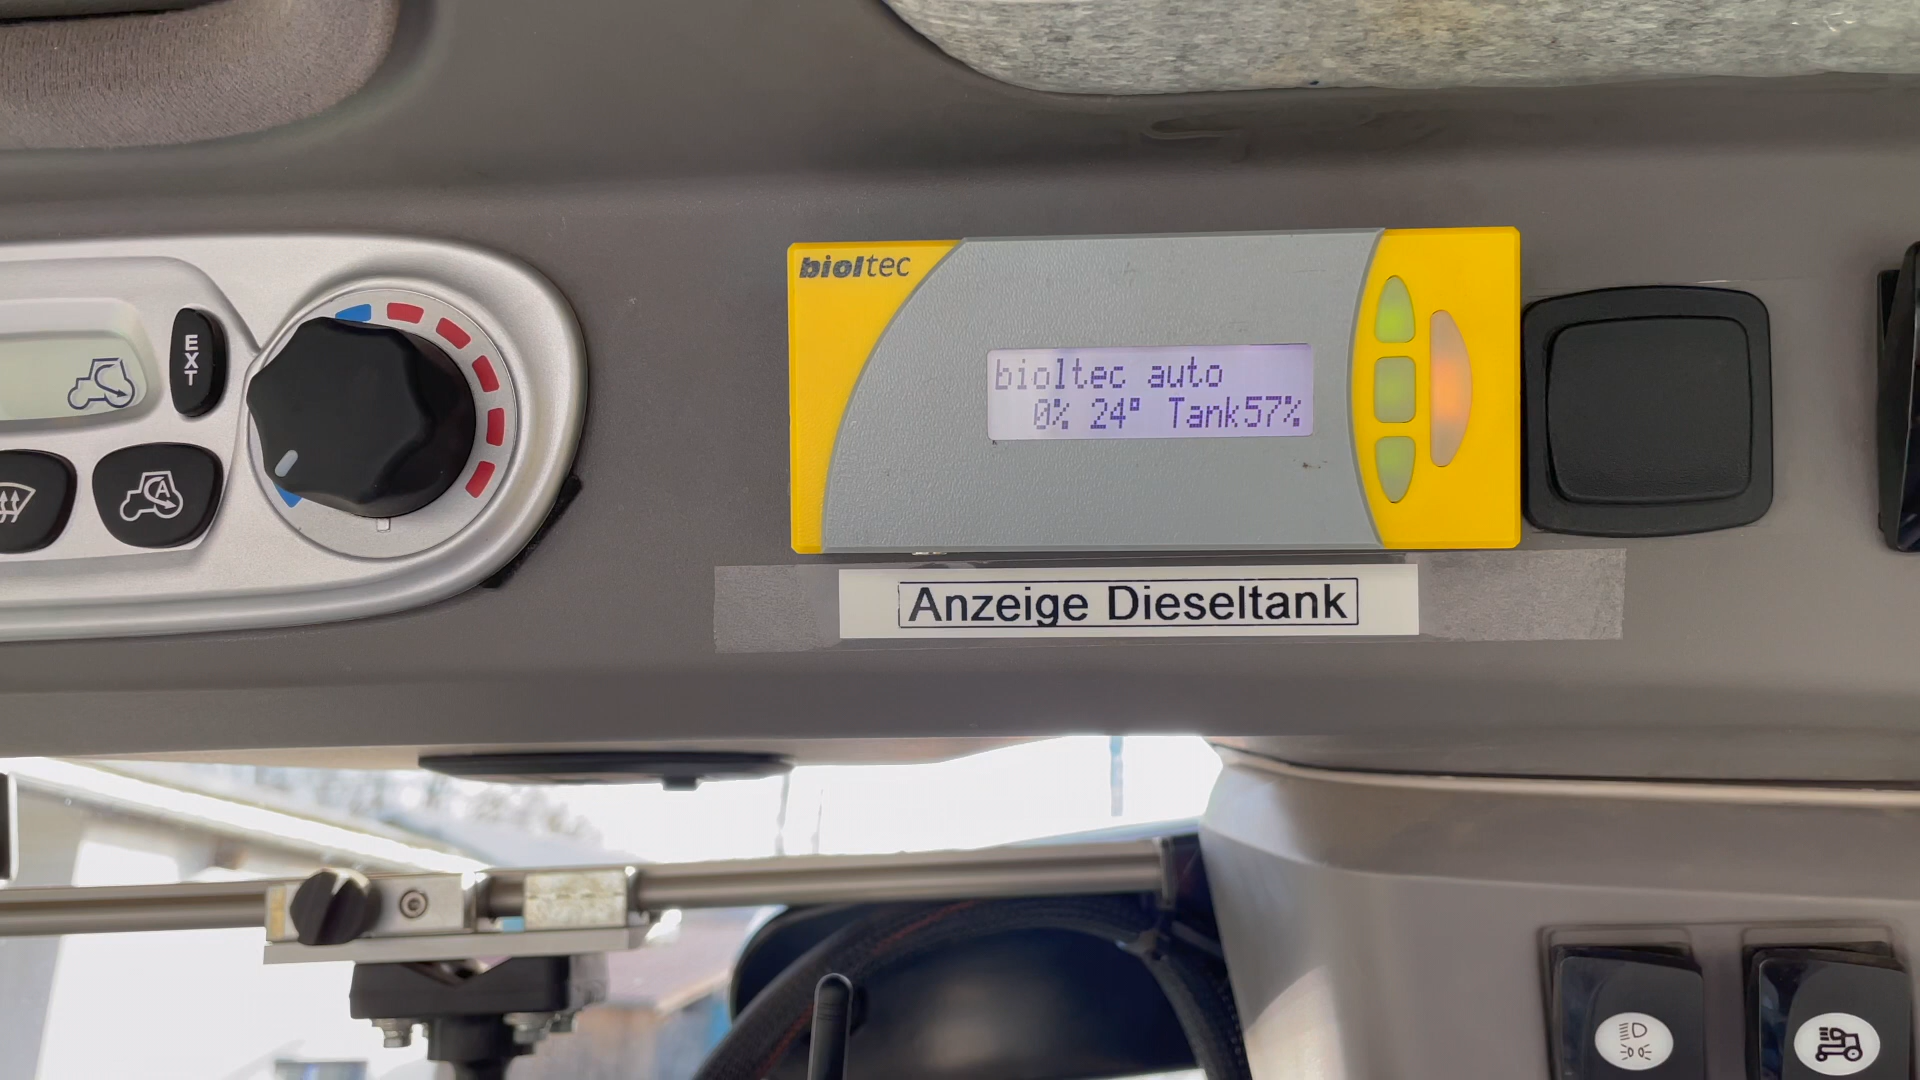 EXT
A
bioltec
bioltec auto
0% 24° Tank57%
Anzeige Dieseltank